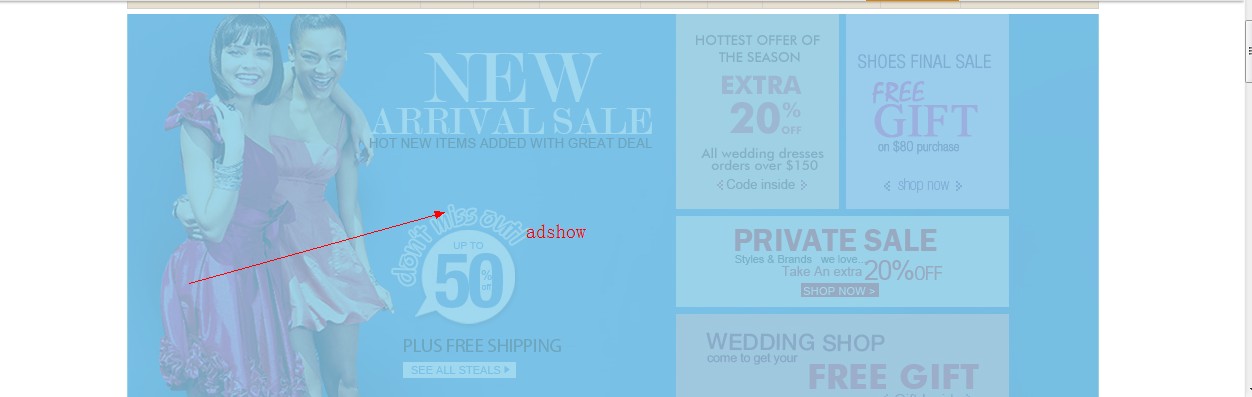 NEW
ARRIVAL SALE
HOT NEW ITEMS ADDED WITH GREAT DEAL
adshow
don't miss out!
UP TO
50% off
PLUS FREE SHIPPING
SEE ALL STEALS
HOTTEST OFFER OF
THE SEASON
EXTRA
20% OFF
All wedding dresses
orders over $150
Code inside
SHOES FINAL SALE
FREE
GIFT
on $80 purchase
shop now
PRIVATE SALE
Styles & Brands we love...
Take An extra 20% OFF
SHOP NOW >
WEDDING SHOP
come to get your
FREE GIFT